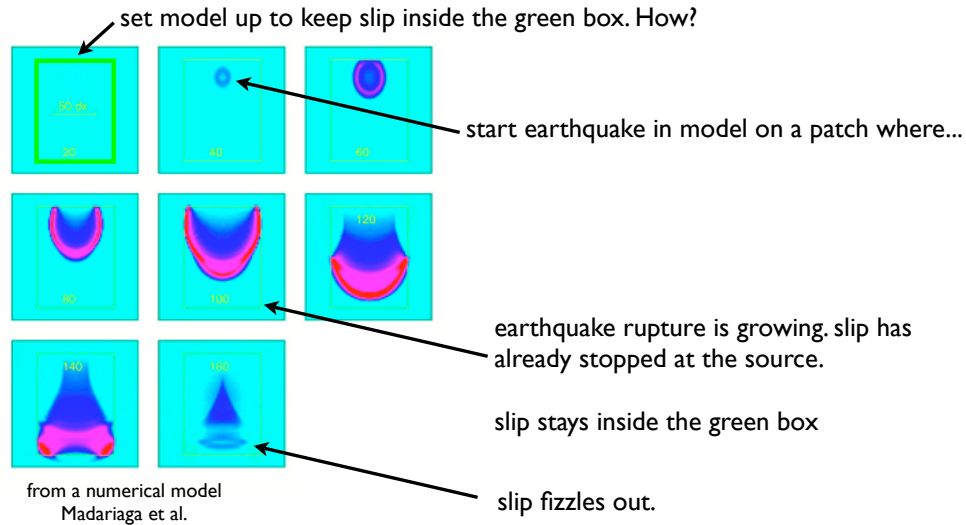 set model up to keep slip inside the green box. How?
50 dx
20
40
60
start earthquake in model on a patch where...
80
100
120
earthquake rupture is growing. slip has
already stopped at the source.
140
160
slip stays inside the green box
slip fizzles out.
from a numerical model
Madariaga et al.